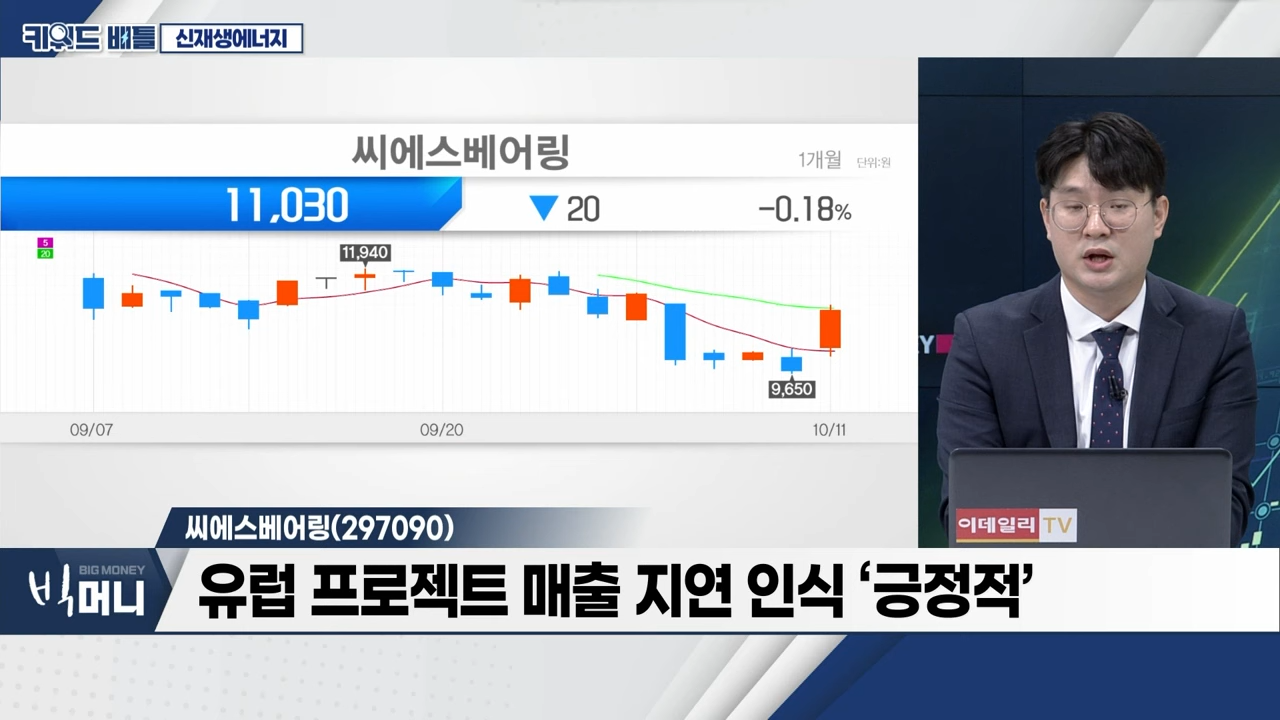 키워드 배틀 신재생에너지
씨에스베어링
1개월 단위:원
11,030 ▼20 -0.18%
5
20
11,940
9,650
09/07 09/20 10/11
이데일리TV
씨에스베어링(297090)
BIG MONEY
빅머니
유럽 프로젝트 매출 지연 인식 ‘긍정적’